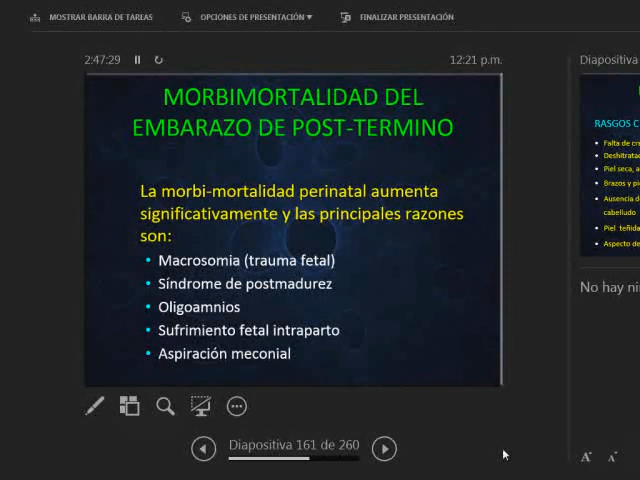 MOSTRAR BARRA DE TAREAS
OPCIONES DE PRESENTACIÓN
FINALIZAR PRESENTACIÓN
2:47:29
12:21 p.m.
MORBIMORTALIDAD DEL
EMBARAZO DE POST-TERMINO
La morbi-mortalidad perinatal aumenta
significativamente y las principales razones
son:
• Macrosomia (trauma fetal)
• Síndrome de postmadurez
• Oligoamnios
• Sufrimiento fetal intraparto
• Aspiración meconial
Diapositiva 161 de 260
Diapositiva
RASGOS C
• Falta de
• Deshidratac
• Piel seca, a
• Brazos y pi
• Ausencia d
cabelludo
• Piel teñida
• Aspecto de
No hay nin
A A